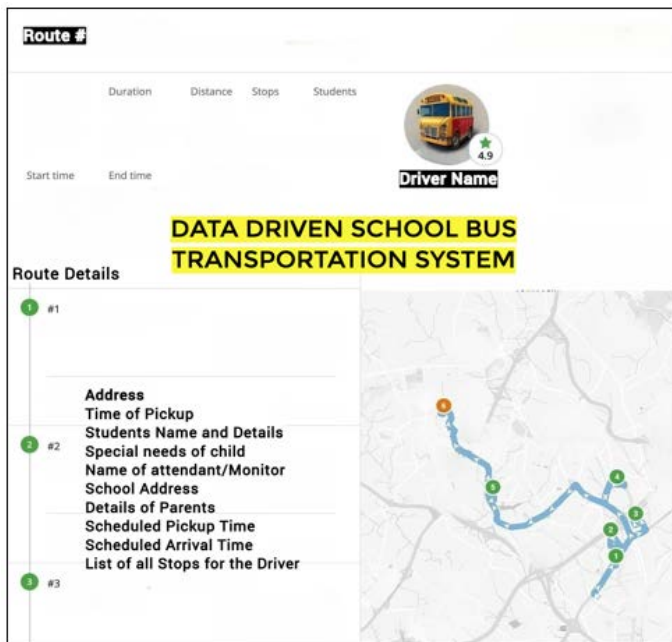 Route #
Duration Distance Stops Students
4.9
Start time End time
Driver Name
DATA DRIVEN SCHOOL BUS
TRANSPORTATION SYSTEM
Route Details
1 #1
Address
Time of Pickup
Students Name and Details
2 #2
Special needs of child
Name of attendant/Monitor
School Address
Details of Parents
Scheduled Pickup Time
Scheduled Arrival Time
List of all Stops for the Driver
3 #3
6
5
4
3
2
1